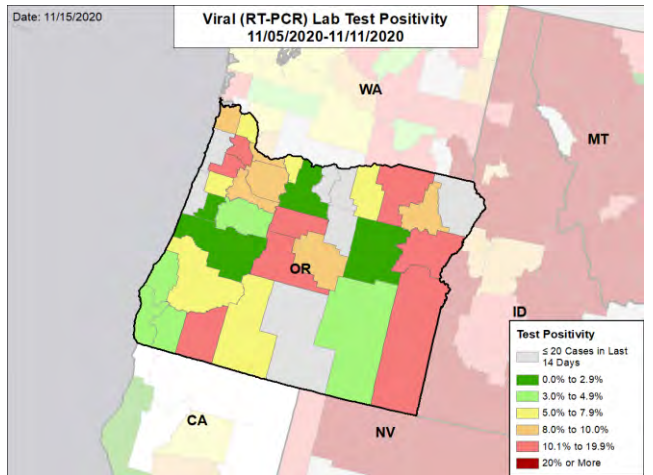 Date: 11/15/2020
Viral (RT-PCR) Lab Test Positivity
11/05/2020-11/11/2020
WA
MT
OR
ID
CA
NV
Test Positivity
≤ 20 Cases in Last
14 Days
0.0% to 2.9%
3.0% to 4.9%
5.0% to 7.9%
8.0% to 10.0%
10.1% to 19.9%
20% or More